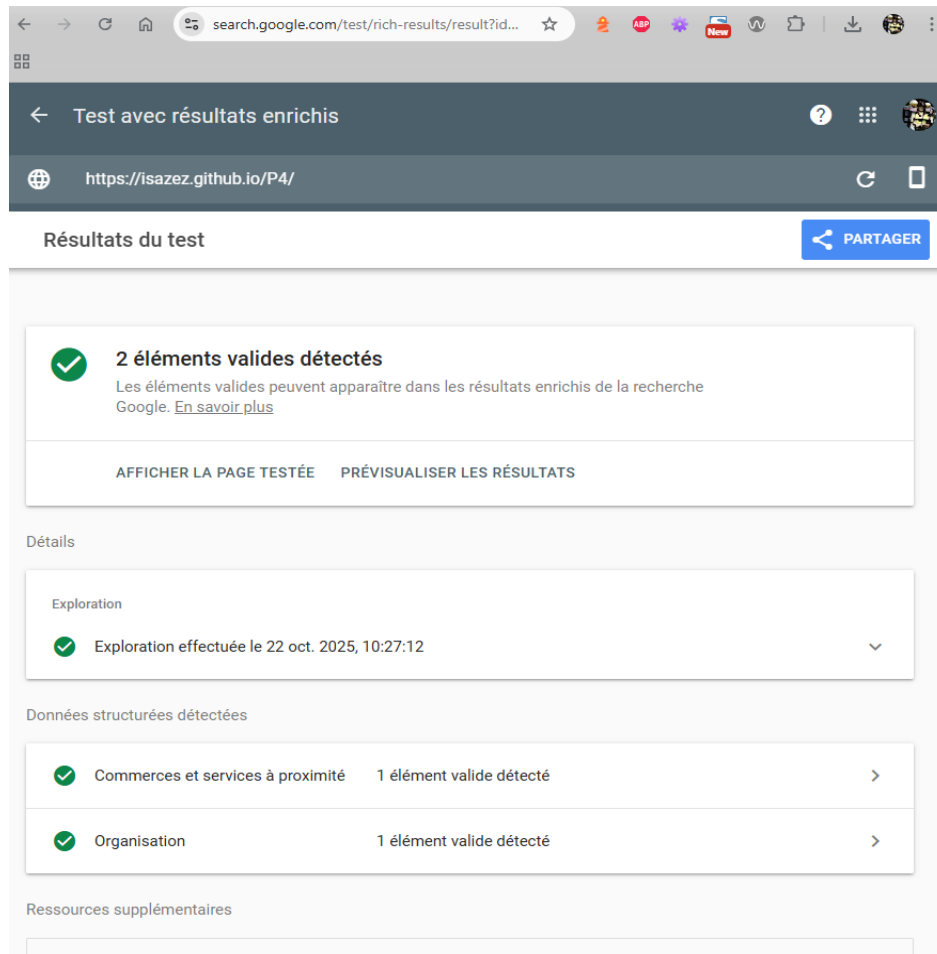 search.google.com/test/rich-results/result?id...
ABP
New
Test avec résultats enrichis
https://isazez.github.io/P4/
Résultats du test
PARTAGER
2 éléments valides détectés
Les éléments valides peuvent apparaître dans les résultats enrichis de la recherche
Google. En savoir plus
AFFICHER LA PAGE TESTÉE PRÉVISUALISER LES RÉSULTATS
Détails
Exploration
Exploration effectuée le 22 oct. 2025, 10:27:12
Données structurées détectées
Commerces et services à proximité 1 élément valide détecté
Organisation 1 élément valide détecté
Ressources supplémentaires